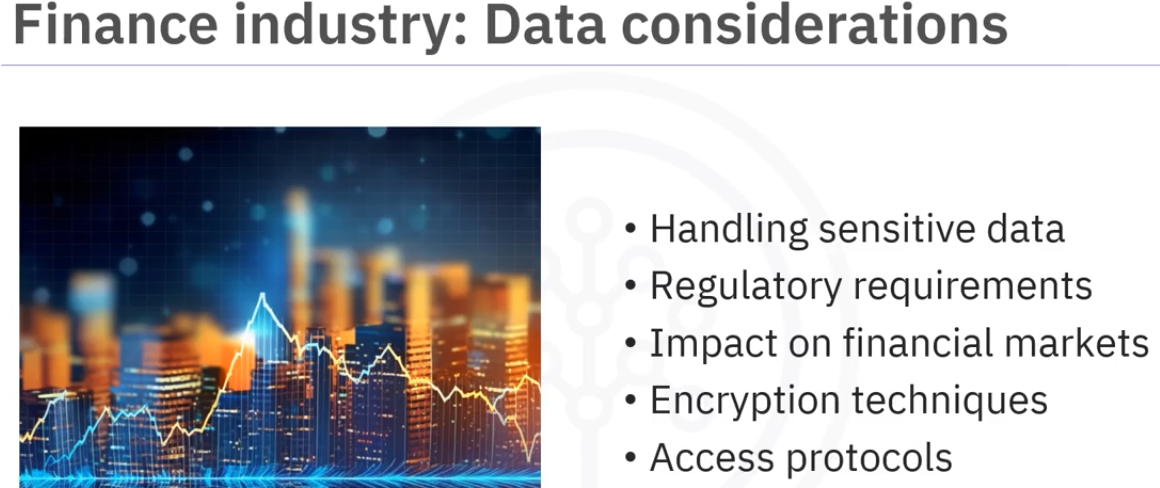 Finance industry: Data considerations
• Handling sensitive data
• Regulatory requirements
• Impact on financial markets
• Encryption techniques
• Access protocols